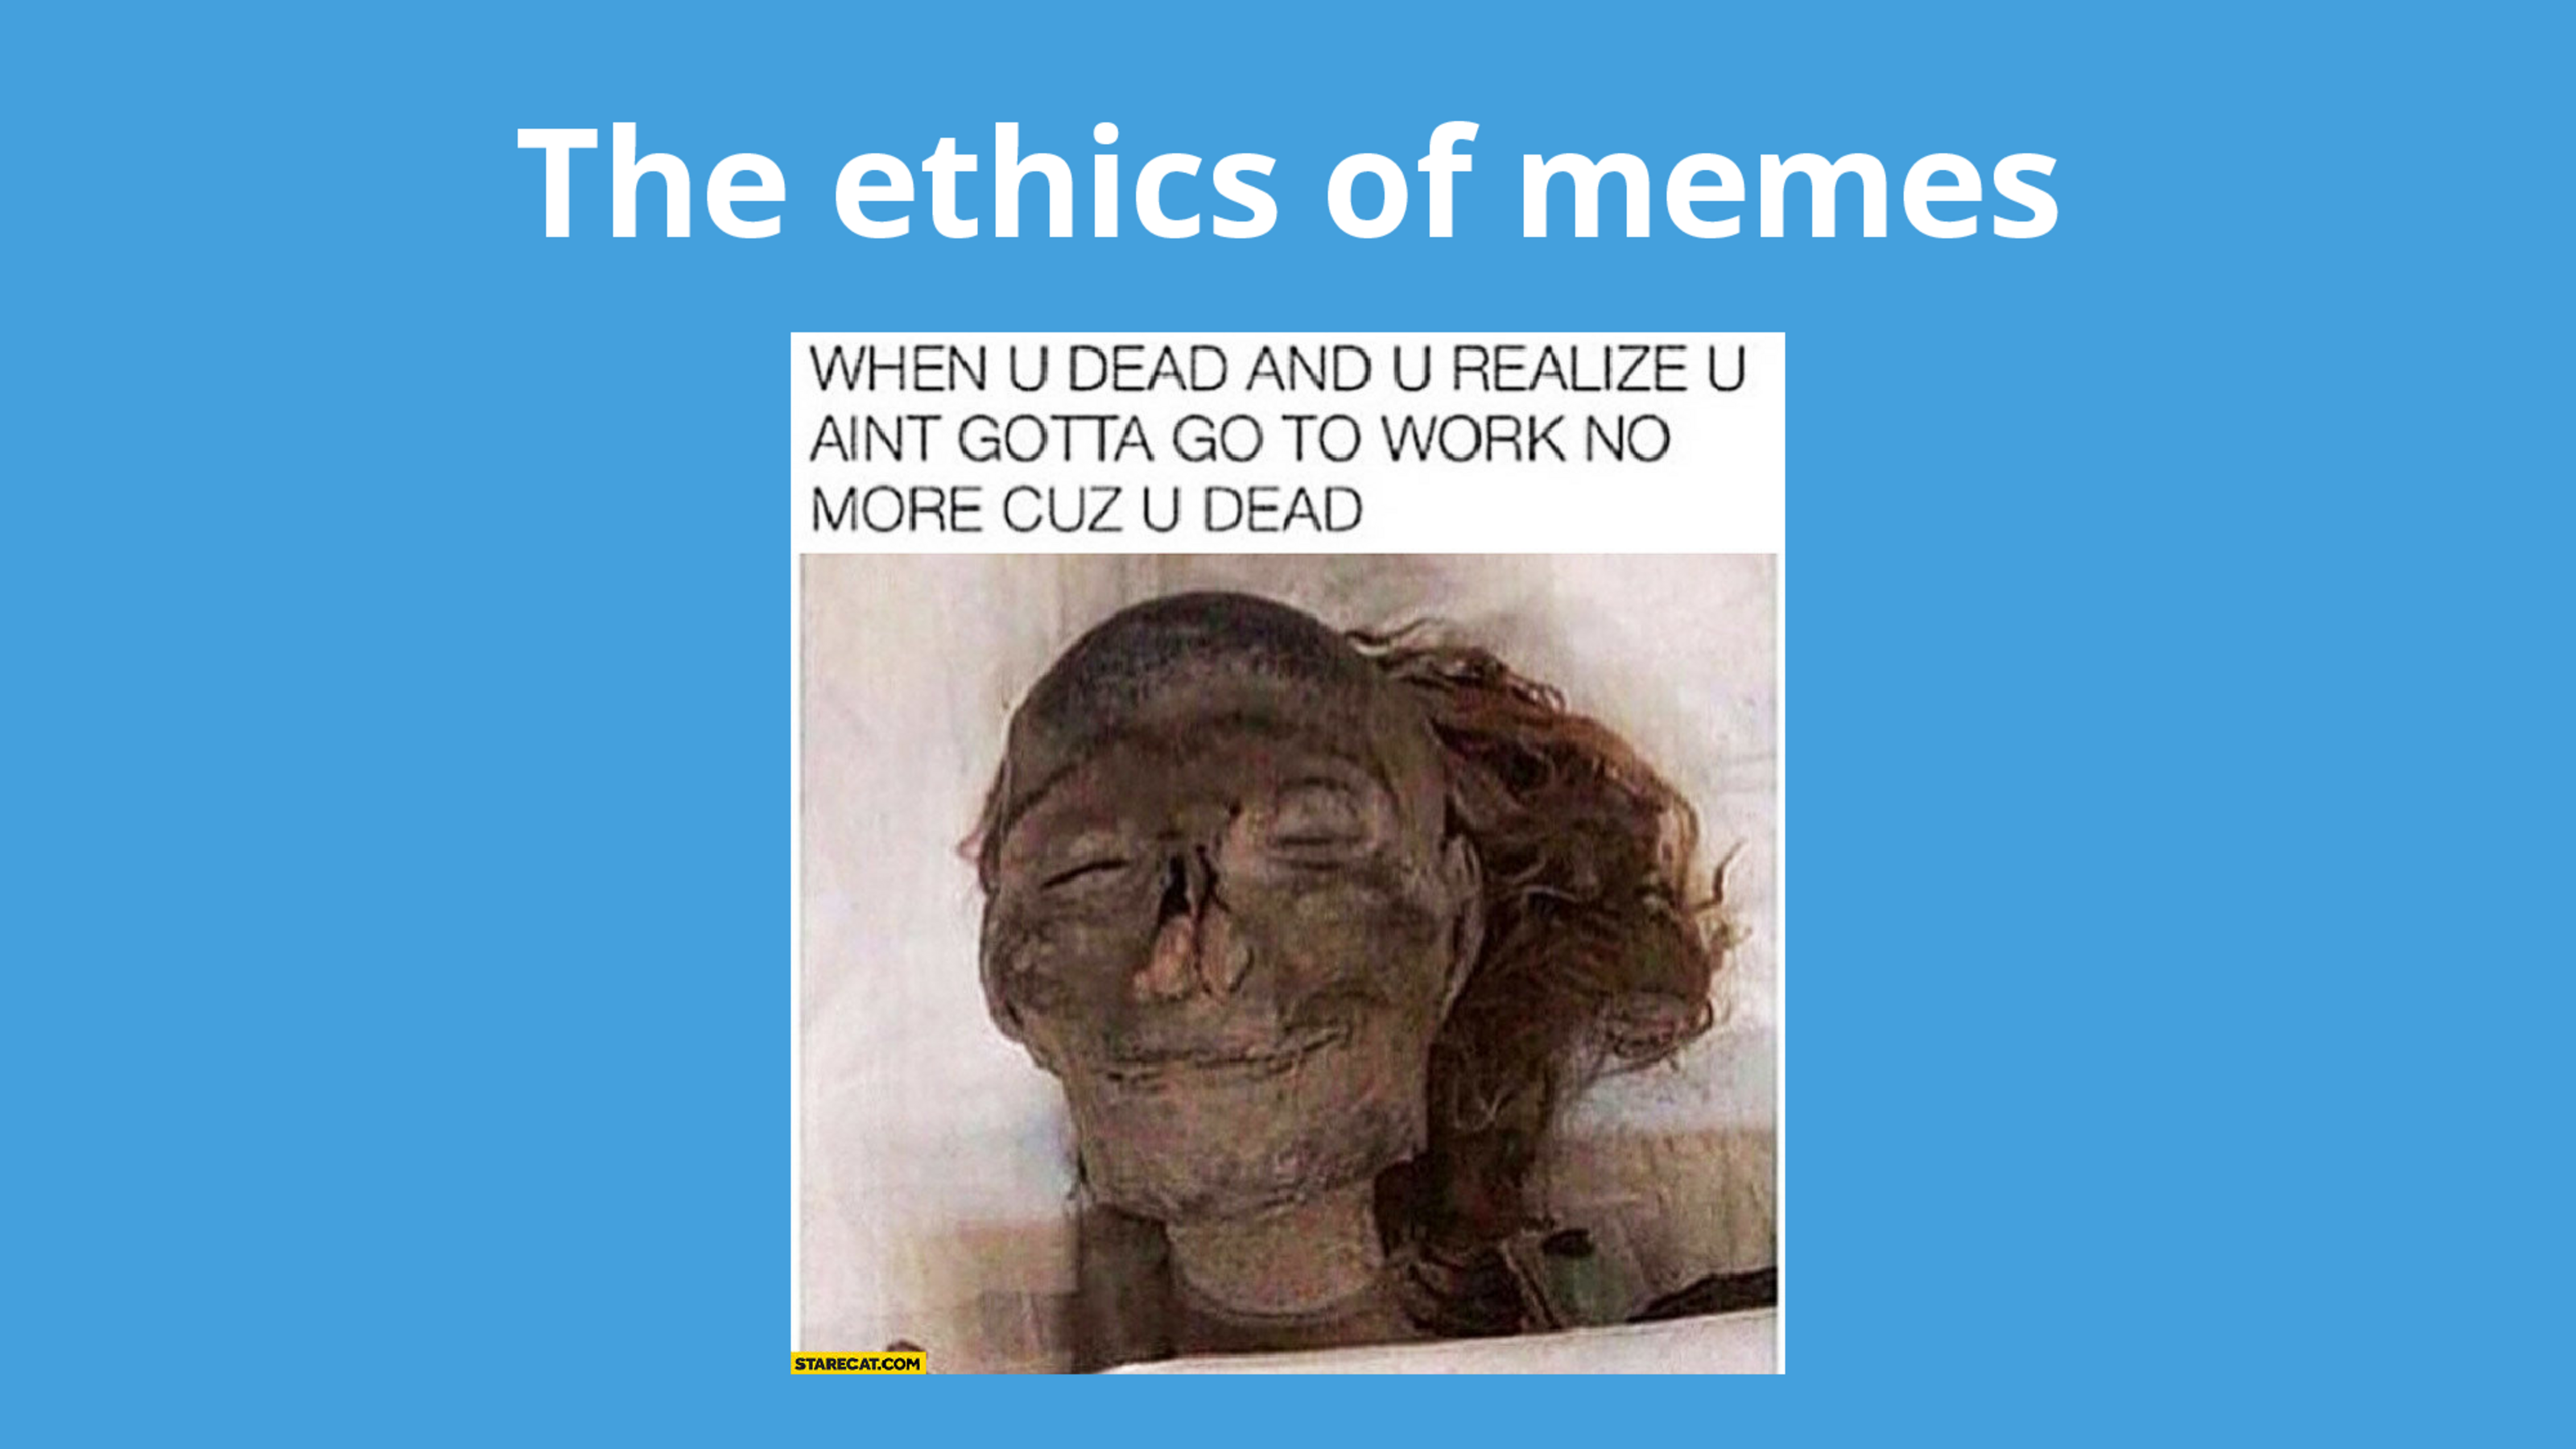 The ethics of memes
WHEN U DEAD AND U REALIZE U
AINT GOTTA GO TO WORK NO
MORE CUZ U DEAD
STARECAT.COM